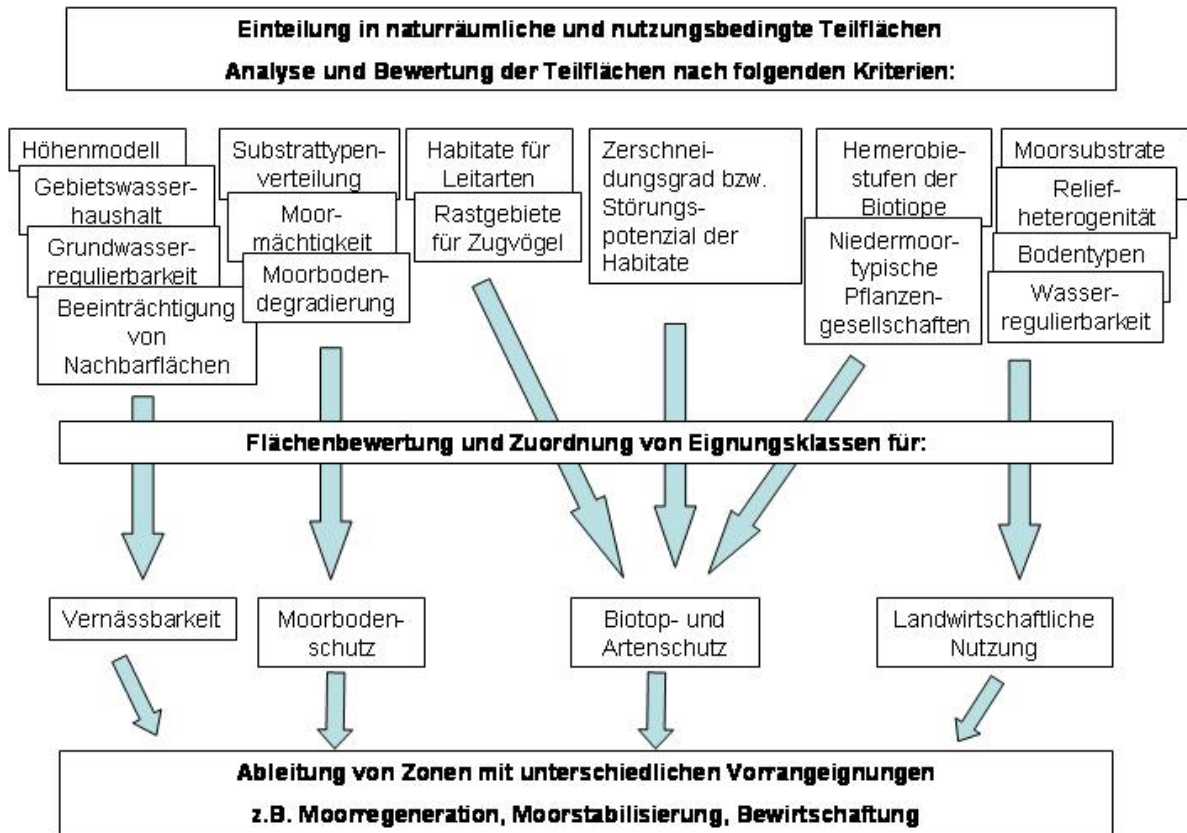 Einteilung in naturräumliche und nutzungsbedingte Teilflächen
Analyse und Bewertung der Teilflächen nach folgenden Kriterien:
Höhenmodell
Gebietswasser-
haushalt
Grundwasser-
regulierbarkeit
Beeinträchtigung
von
Nachbarflächen
Substrattypen-
verteilung
Moor-
mächtigkeit
Moorboden-
degradierung
Habitate für
Leitarten
Rastgebiete
für Zugvögel
Zerschnei-
dungsgrad bzw.
Störungs-
potenzial der
Habitate
Hemerobie-
stufen der
Biotiope
Niedermoor-
typische
Pflanzen-
gesellschaften
Moorsubstrate
Relief-
heterogenität
Bodentypen
Wasser-
regulierbarkeit
Flächenbewertung und Zuordnung von Eignungsklassen für:
Vernässbarkeit
Moorboden-
schutz
Biotop- und
Artenschutz
Landwirtschaftliche
Nutzung
Ableitung von Zonen mit unterschiedlichen Vorrangeignungen
z.B. Moorregeneration, Moorstabilisierung, Bewirtschaftung